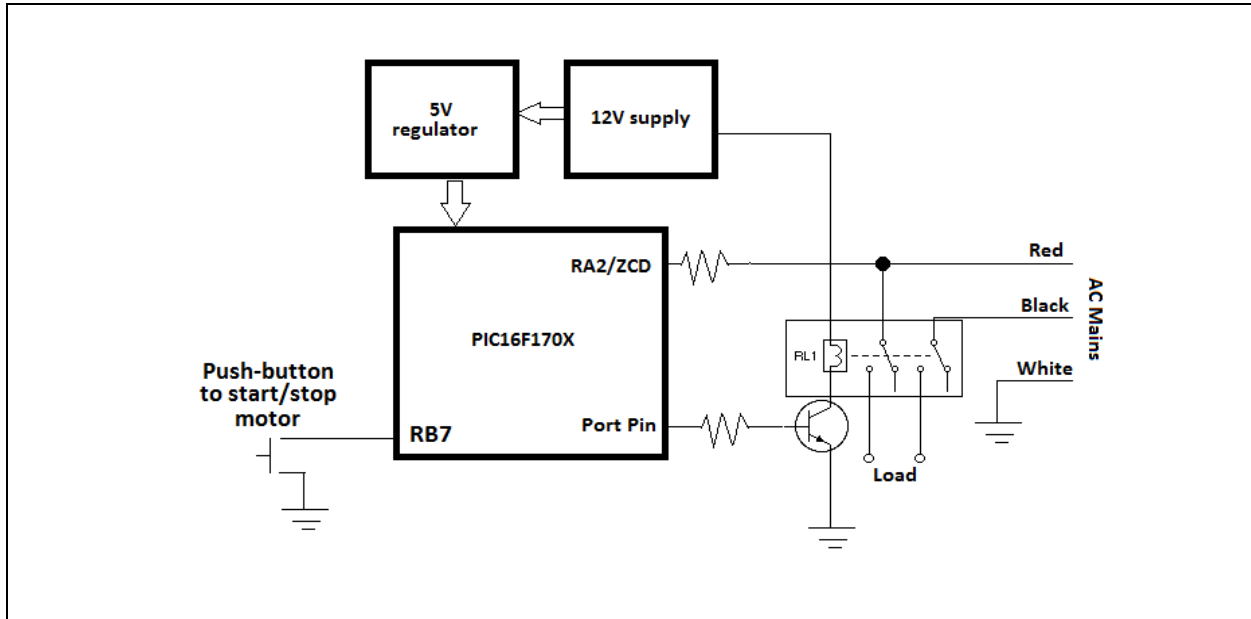 5V
regulator
12V supply
RA2/ZCD
Red
Black
AC Mains
White
PIC16F170X
RL1
Push-button
to start/stop
motor
RB7
Port Pin
Load